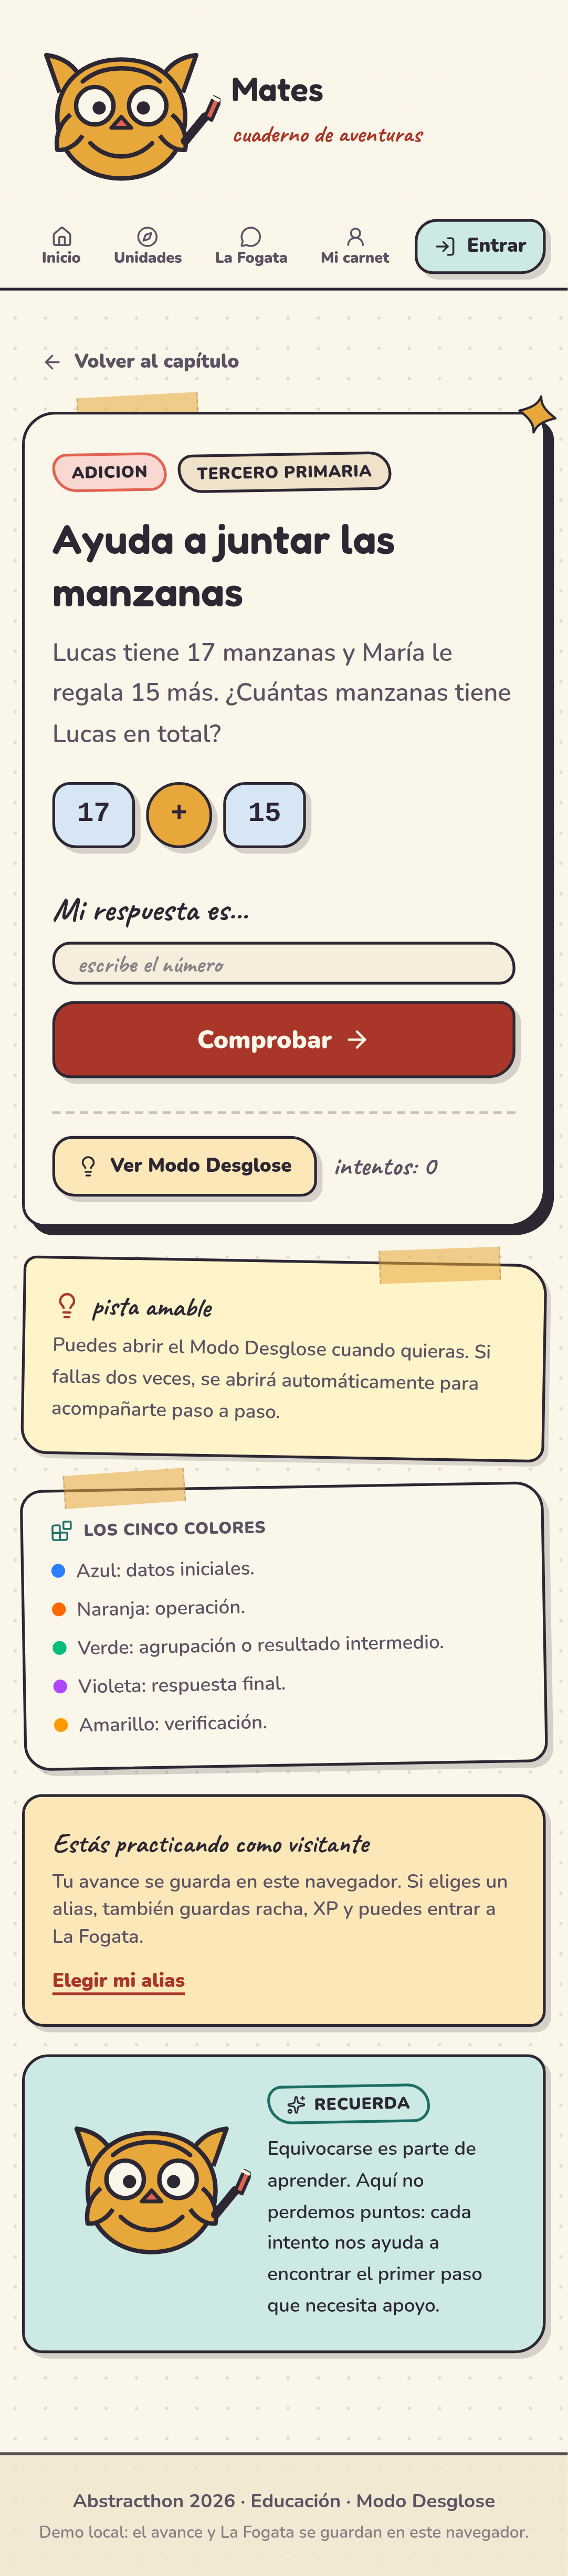 Mates
cuaderno de aventuras
Inicio
Unidades
La Fogata
Mi carnet
Entrar
Volver al capítulo
ADICION
TERCERO PRIMARIA
Ayuda a juntar las
manzanas
Lucas tiene 17 manzanas y María le
regala 15 más. ¿Cuántas manzanas tiene
Lucas en total?
17 + 15
Mi respuesta es...
escribe el número
Comprobar →
Ver Modo Desglose
intentos: 0
pista amable
Puedes abrir el Modo Desglose cuando quieras. Si
fallas dos veces, se abrirá automáticamente para
acompañarte paso a paso.
LOS CINCO COLORES
Azul: datos iniciales.
Naranja: operación.
Verde: agrupación o resultado intermedio.
Violeta: respuesta final.
Amarillo: verificación.
Estás practicando como visitante
Tu avance se guarda en este navegador. Si eliges un
alias, también guardas racha, XP y puedes entrar a
La Fogata.
Elegir mi alias
RECUERDA
Equivocarse es parte de
aprender. Aquí no
perdemos puntos: cada
intento nos ayuda a
encontrar el primer paso
que necesita apoyo.
Abstracthon 2026 · Educación · Modo Desglose
Demo local: el avance y La Fogata se guardan en este navegador.